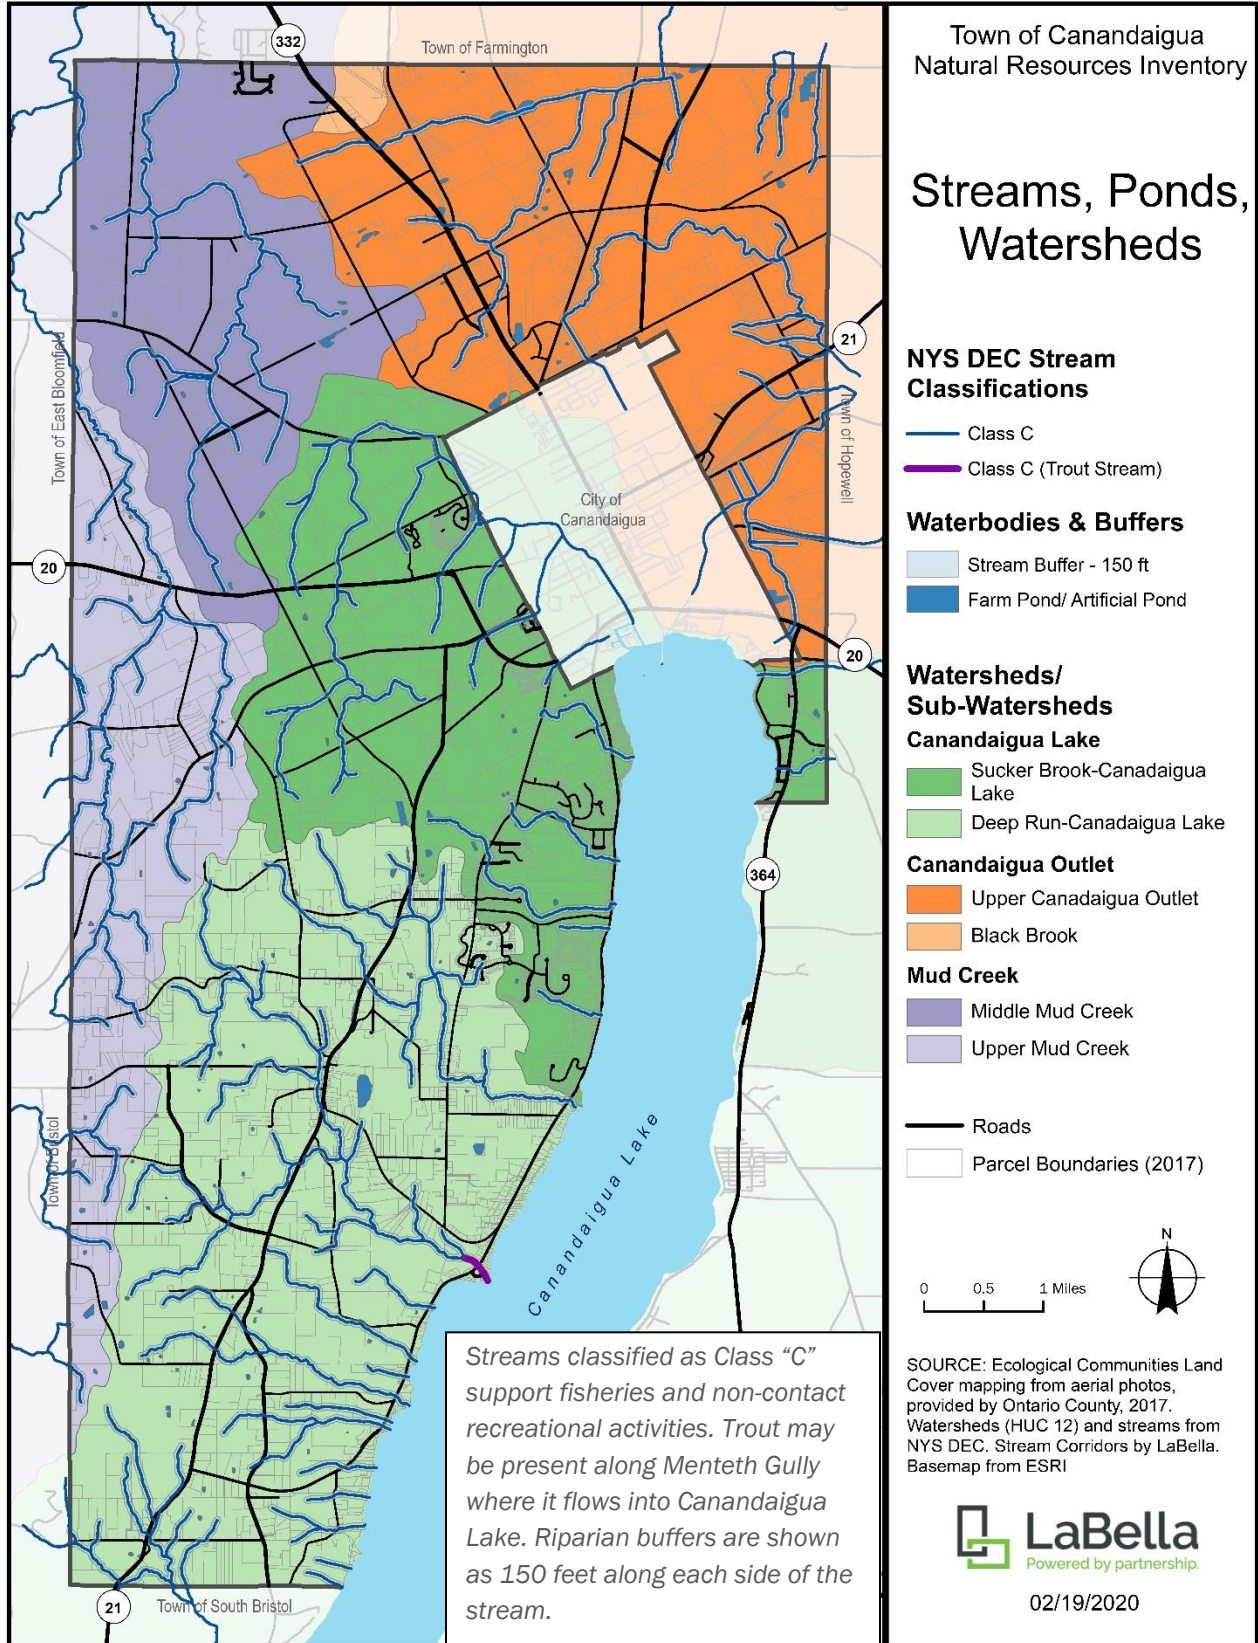 332
Town of Farmington
Town of East Bloomfield
21
Town of Hopewell
City of
Canandaigua
20
20
364
Town of Bristol
Canandaigua Lake
21
Town of South Bristol
Streams classified as Class “C”
support fisheries and non-contact
recreational activities. Trout may
be present along Menteth Gully
where it flows into Canandaigua
Lake. Riparian buffers are shown
as 150 feet along each side of the
stream.
Town of Canandaigua
Natural Resources Inventory
Streams, Ponds,
Watersheds
NYS DEC Stream
Classifications
Class C
Class C (Trout Stream)
Waterbodies & Buffers
Stream Buffer - 150 ft
Farm Pond/ Artificial Pond
Watersheds/
Sub-Watersheds
Canandaigua Lake
Sucker Brook-Canadaigua
Lake
Deep Run-Canadaigua Lake
Canandaigua Outlet
Upper Canadaigua Outlet
Black Brook
Mud Creek
Middle Mud Creek
Upper Mud Creek
Roads
Parcel Boundaries (2017)
N
0 0.5 1 Miles
SOURCE: Ecological Communities Land
Cover mapping from aerial photos,
provided by Ontario County, 2017.
Watersheds (HUC 12) and streams from
NYS DEC. Stream Corridors by LaBella.
Basemap from ESRI
LaBella
Powered by partnership.
02/19/2020